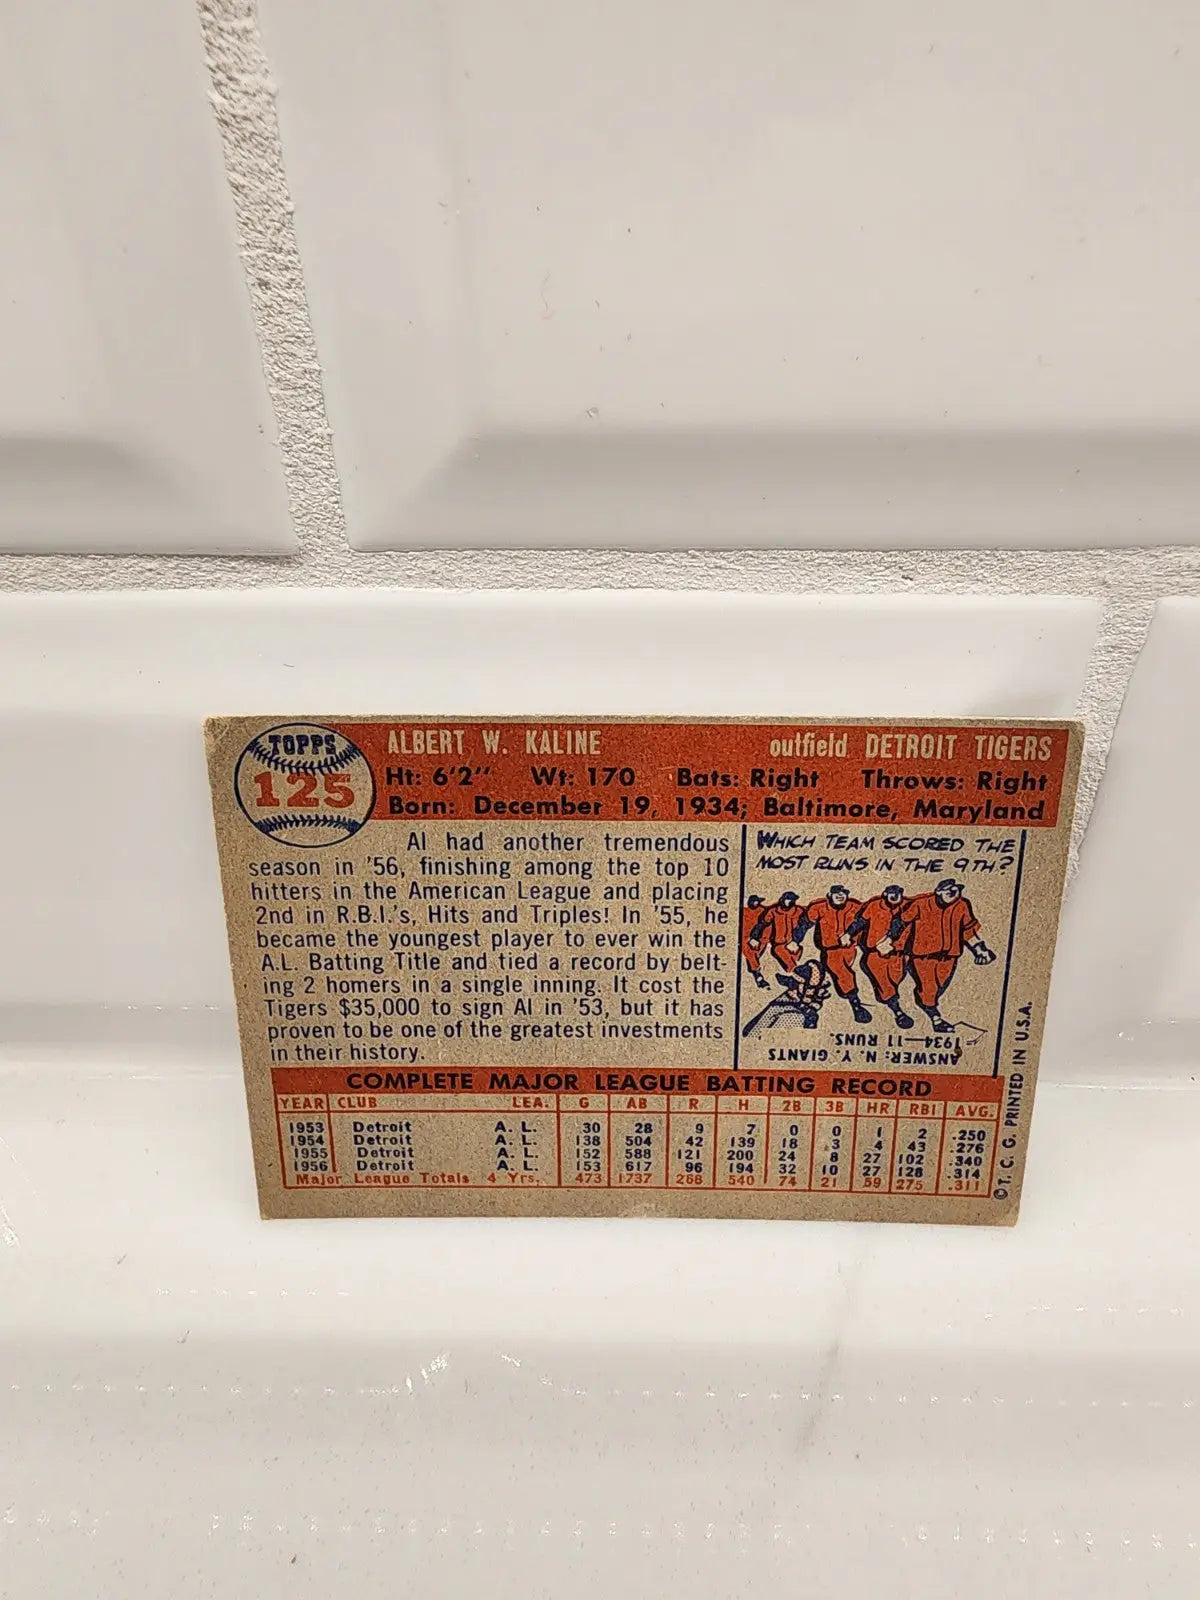 TOPPS
125
ALBERT W. KALINE outfield DETROIT TIGERS
Ht: 6'2" Wt: 170 Bats: Right Throws: Right
Born: December 19, 1934; Baltimore, Maryland
Al had another tremendous
season in '56, finishing among the top 10
hitters in the American League and placing
2nd in R.B.I.'s, Hits and Triples! In '55, he
became the youngest player to ever win the
A.L. Batting Title and tied a record by belt-
ing 2 homers in a single inning. It cost the
Tigers $35,000 to sign Al in '53, but it has
proven to be one of the greatest investments
in their history.
WHICH TEAM SCORED THE
MOST RUNS IN THE 9TH?
ANSWER: N.Y. GIANTS
1934—11 RUNS.
COMPLETE MAJOR LEAGUE BATTING RECORD
YEAR CLUB LEA. G AB R H 2B 3B HR RBI AVG.
1953 Detroit A. L. 30 28 9 7 0 0 1 2 .250
1954 Detroit A. L. 138 504 42 139 18 3 4 43 .276
1955 Detroit A. L. 152 588 121 200 24 8 27 102 .340
1956 Detroit A. L. 153 617 96 194 32 10 27 128 .314
Major League Totals 4 Yrs. 473 1737 268 540 74 21 59 275 .311
©T. C. G. PRINTED IN U.S.A.